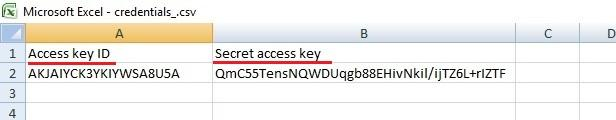 Microsoft Excel - credentials_.csv
A B C D
1 Access key ID Secret access key
2 AKJAIYCK3YKIYWSA8U5A QmC55TensNQWDUqgb88EHivNkil/ijTZ6L+rIZTF
3
4